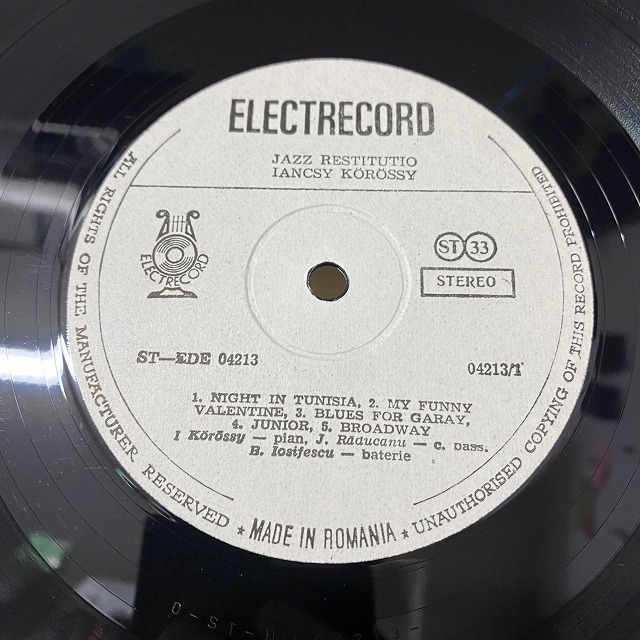 ELECTRECORD
JAZZ RESTITUTIO
IANCSY KÖRÖSSY
ELECTRECORD
ST 33
STEREO
ST—EDE 04213
04213/1
1. NIGHT IN TUNISIA, 2. MY FUNNY
VALENTINE, 3. BLUES FOR GARAY,
4. JUNIOR, 5. BROADWAY
I Körössy — pian, J. Răducanu — c. bass.
B. Iosifescu — baterie
ALL RIGHTS OF THE MANUFACTURER RESERVED ★ MADE IN ROMANIA ★ UNAUTHORISED COPYING OF THIS RECORD PROHIBITED